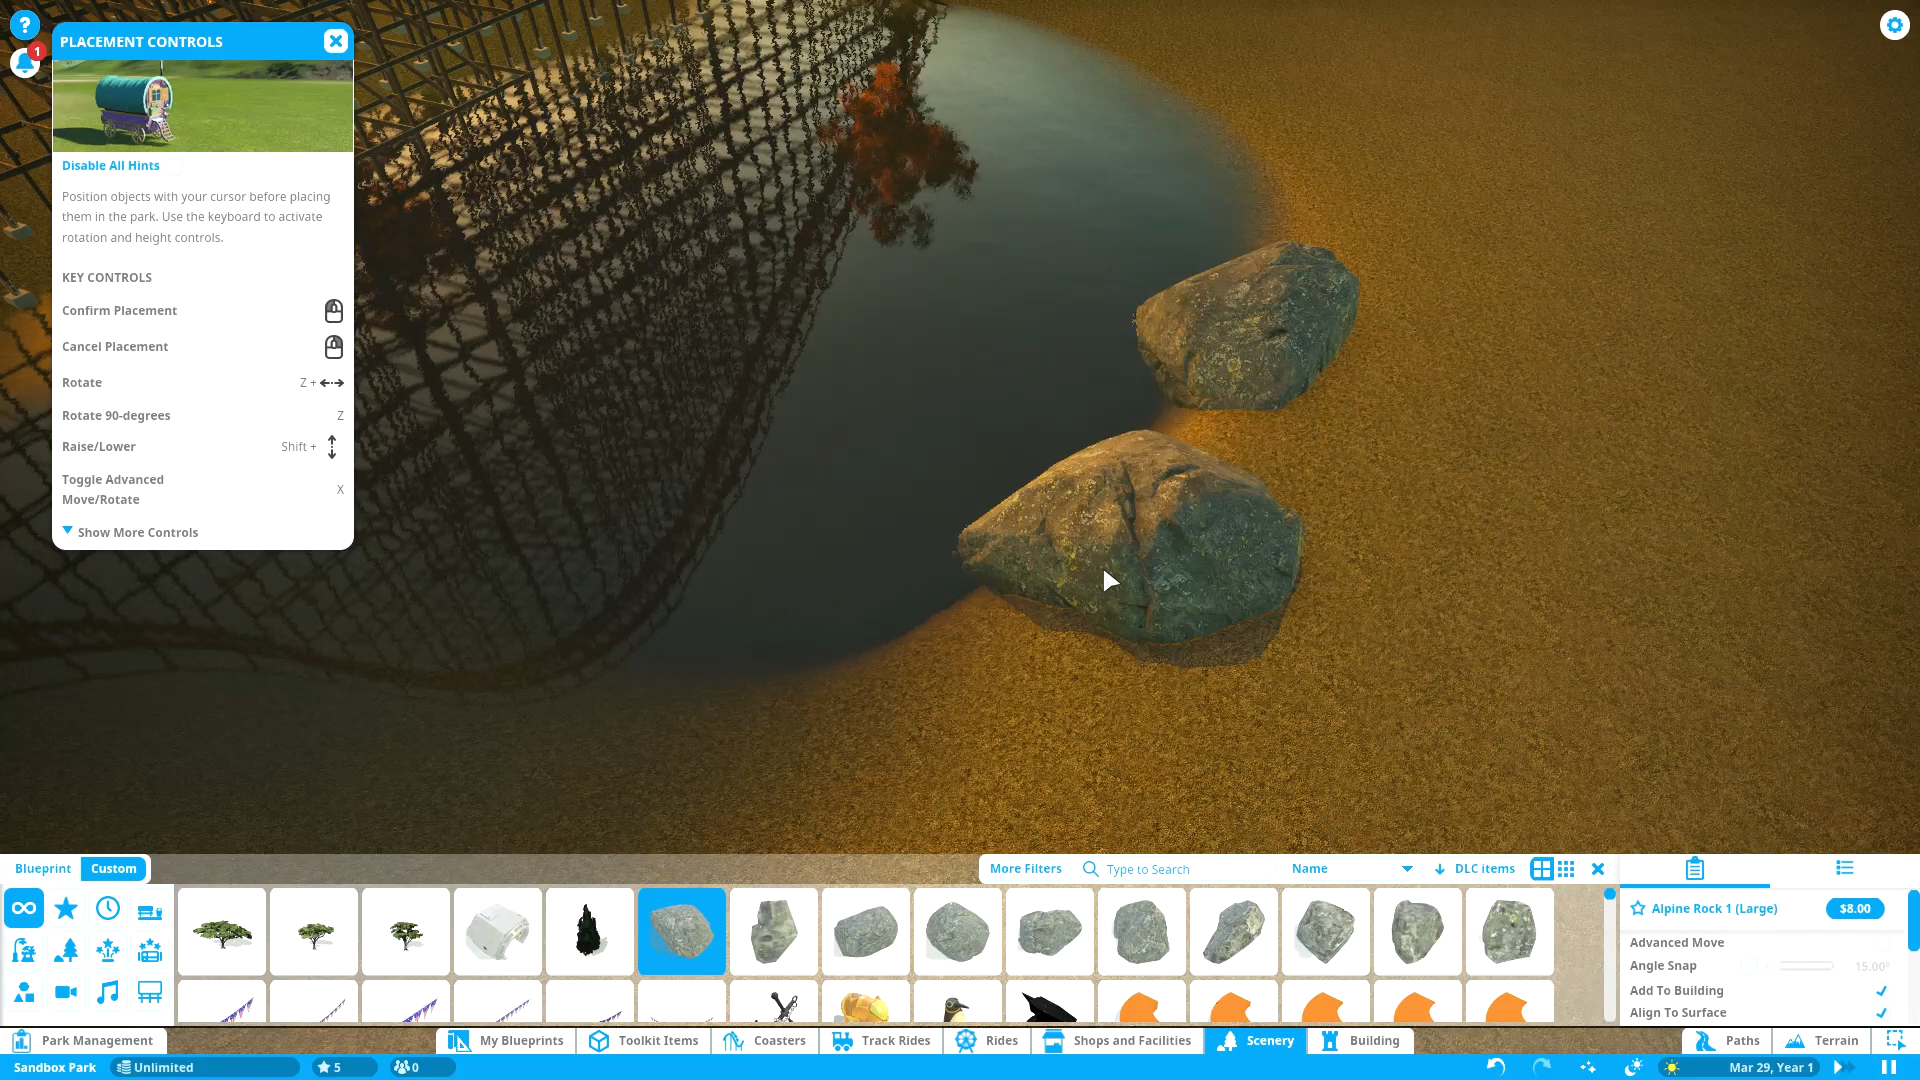 ?
1
PLACEMENT CONTROLS
Disable All Hints
Position objects with your cursor before placing
them in the park. Use the keyboard to activate
rotation and height controls.
KEY CONTROLS
Confirm Placement
Cancel Placement
Rotate Z +
Rotate 90-degrees Z
Raise/Lower Shift +
Toggle Advanced
Move/Rotate X
Show More Controls
Blueprint Custom More Filters Type to Search Name DLC items
Alpine Rock 1 (Large) $8.00
Advanced Move
Angle Snap 15.00°
Add To Building
Align To Surface
Park Management My Blueprints Toolkit Items Coasters Track Rides Rides Shops and Facilities Scenery Building Paths Terrain
Sandbox Park Unlimited 5 0 Mar 29, Year 1